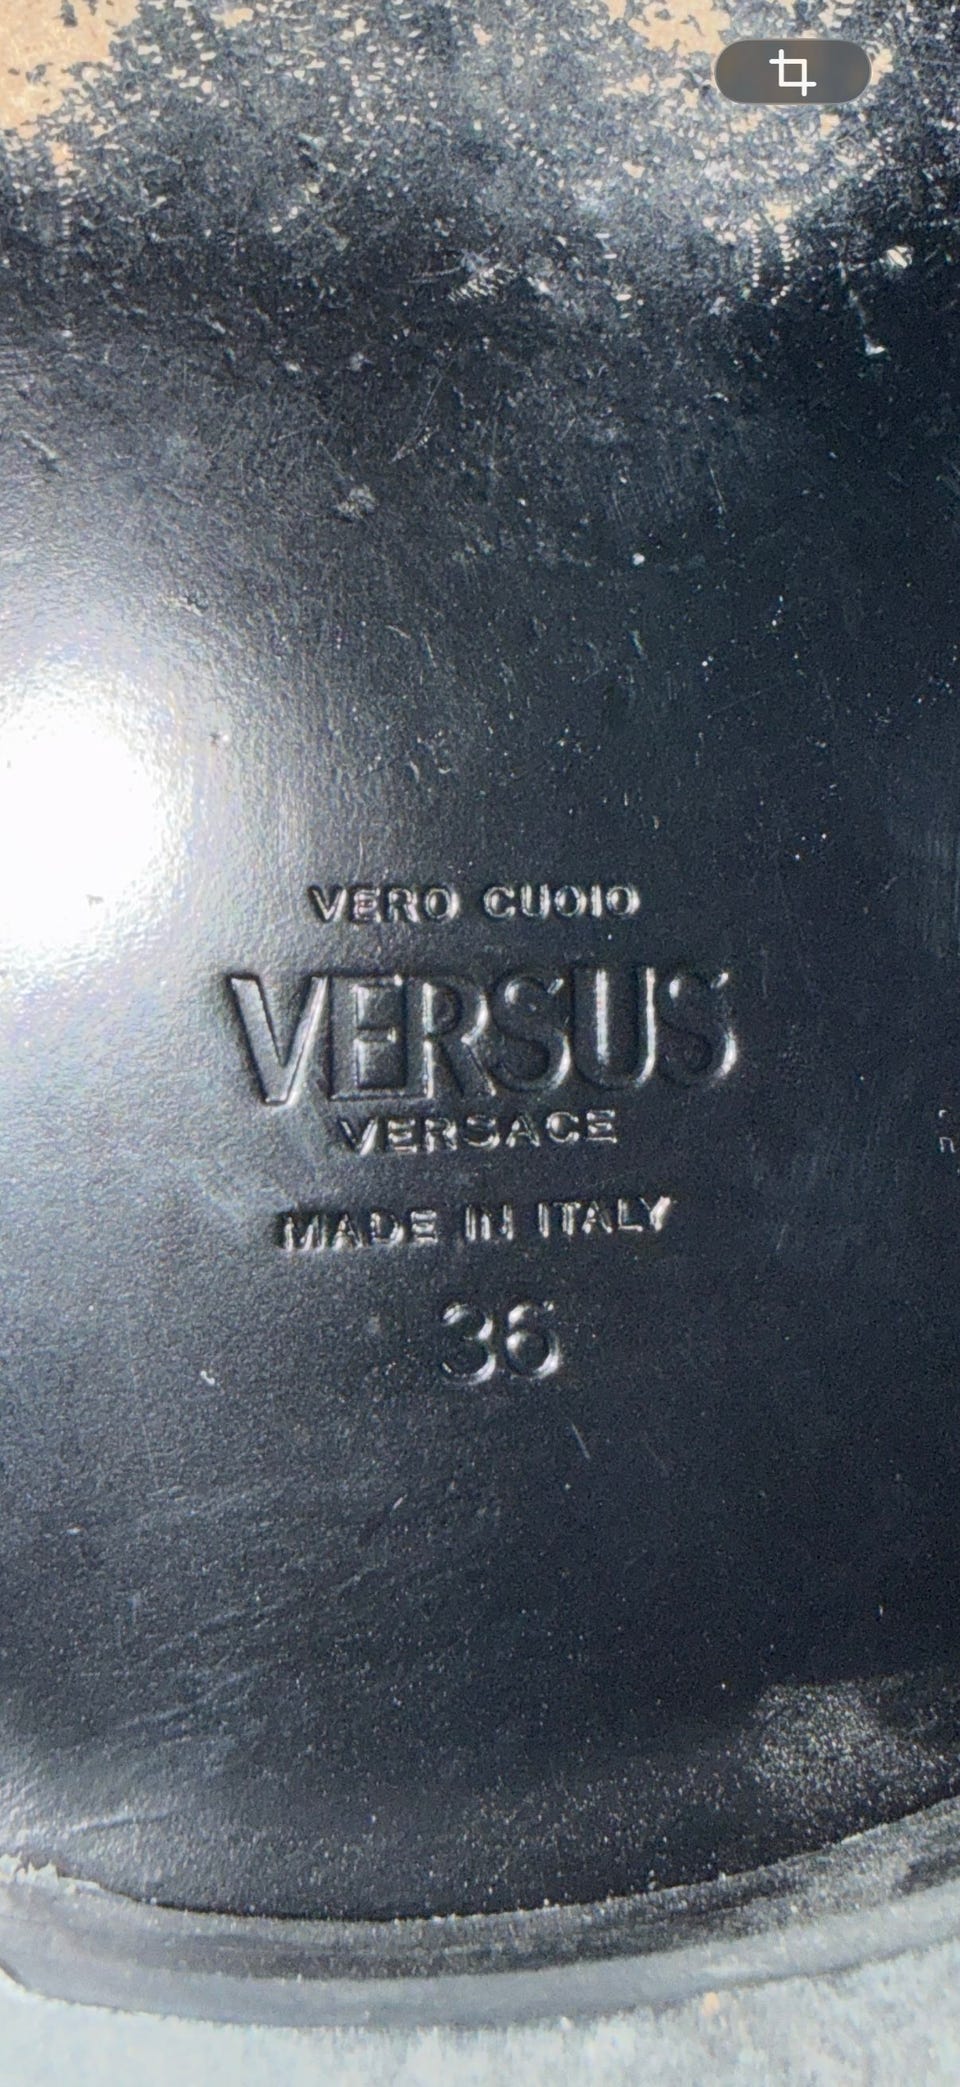 VERO CUOIO
VERSUS
VERSACE
MADE IN ITALY
36